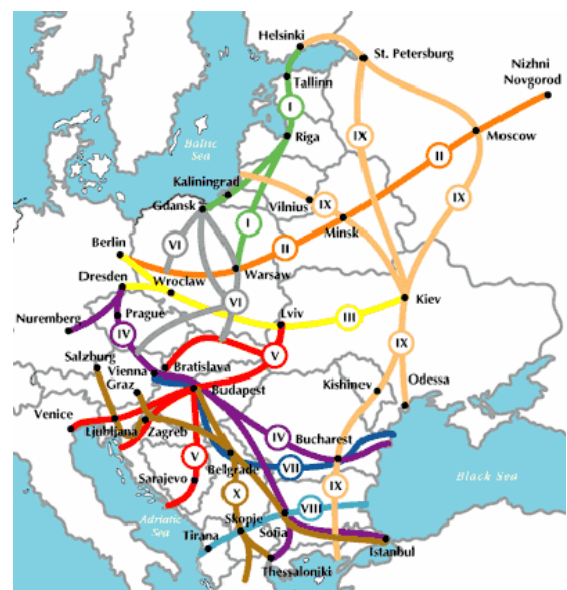 Helsinki
St. Petersburg
Nizhni
Novgorod
Tallinn
I
IX
Moscow
Baltic
Sea
Riga
II
Kaliningrad
IX
IX
Gdansk
Vilnius
I
Minsk
VI
II
Berlin
Warsaw
Dresden
Wroclaw
VI
Kiev
Lviv
III
Nuremberg
Prague
IV
IX
Salzburg
V
Vienna
Bratislava
Graz
Budapest
Kishinev
Odessa
Venice
Ljubljana
Zagreb
IV
Bucharest
V
VII
Belgrade
Sarajevo
X
IX
Black Sea
Adriatic
Sea
VIII
Skopje
Tirana
Sofia
Istanbul
Thessaloniki